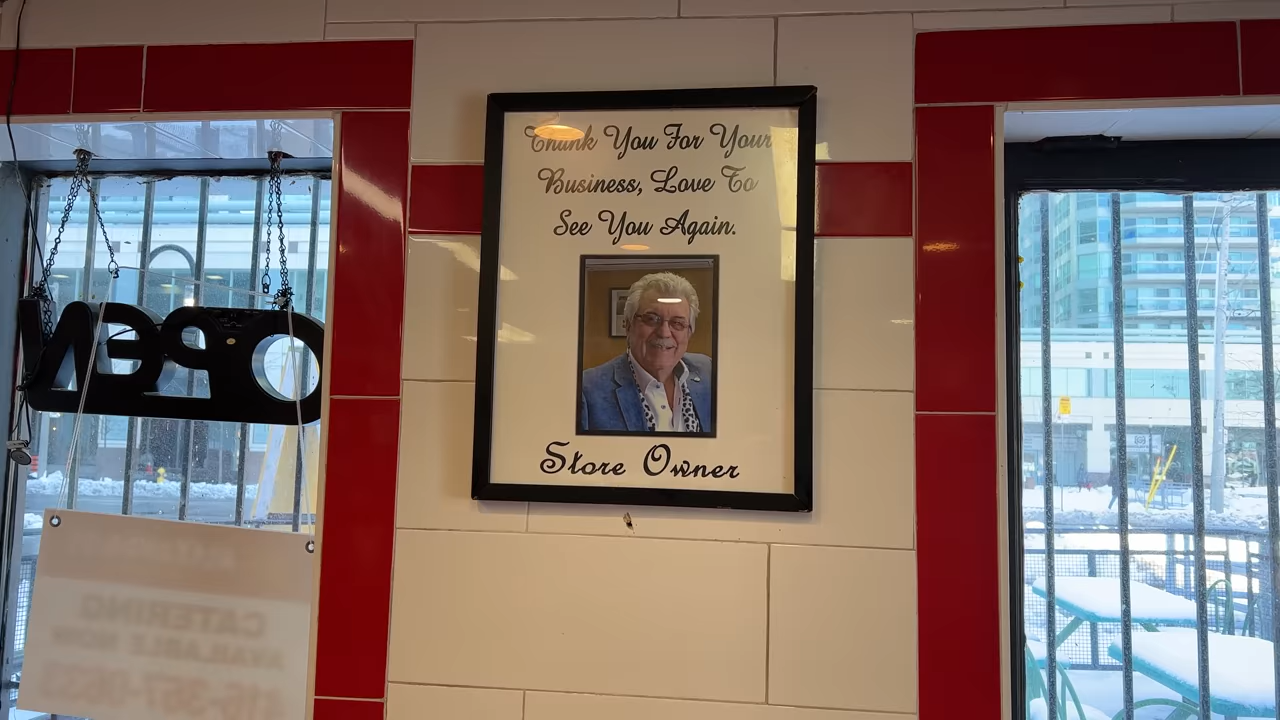 Thank You For Your
Business, Love To
See You Again.
Store Owner
OPEN
CATERING
AVAILABLE NOW